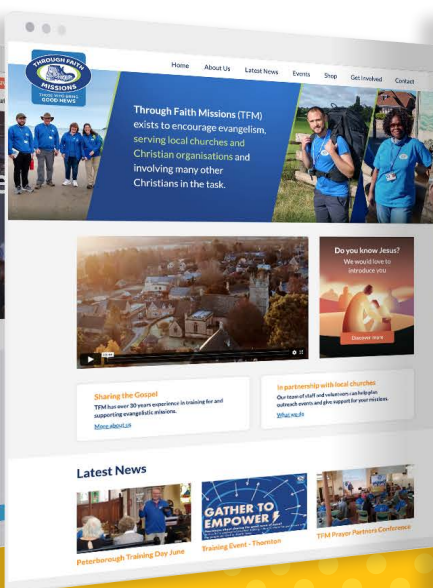 Home About Us Latest News Events Shop Get Involved Contact
THROUGH FAITH
MISSIONS
THOSE WHO BRING
GOOD NEWS
Through Faith Missions (TFM)
exists to encourage evangelism,
serving local churches and
Christian organisations and
involving many other
Christians in the task.
Do you know Jesus?
We would love to
introduce you
Discover more
Sharing the Gospel
TFM has over 30 years experience in training for and
supporting evangelistic missions.
More about us
In partnership with local churches
Our team of staff and volunteers can help plan
outreach events and give support for your missions.
What we do
Latest News
GATHER TO
EMPOWER
Peterborough Training Day June
Training Event - Thornton
TFM Prayer Partners Conference